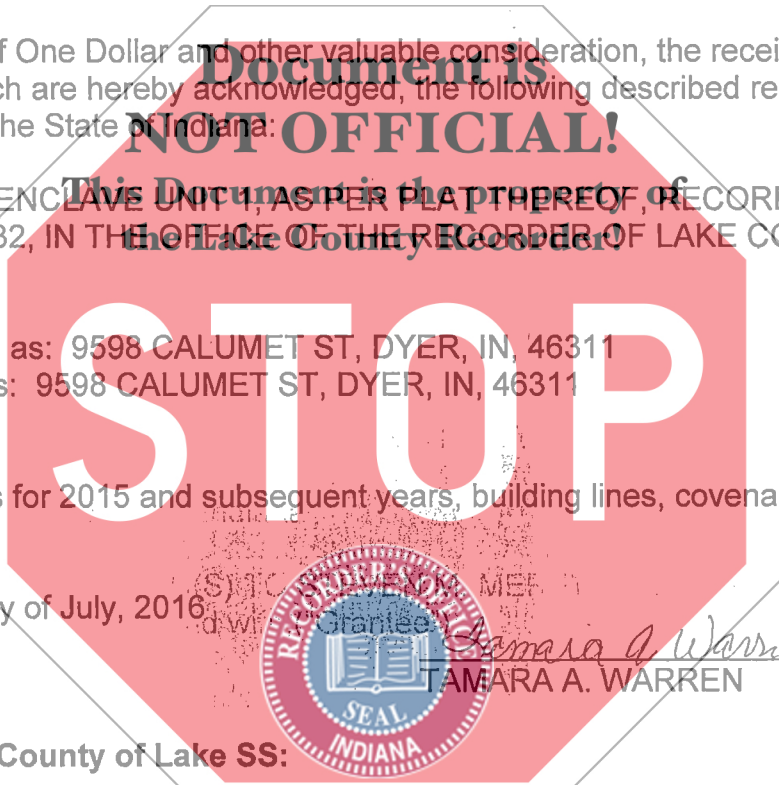 f One Dollar and other valuable consideration, the recei
ch are hereby acknowledged, the following described re
the State of Indiana:
Document is
NOT OFFICIAL!
This Document is the property of
the Lake County Recorder!
ENCLAVE UNIT 1, AS PER PLAT THEREOF, RECOR
32, IN THE OFFICE OF THE RECORDER OF LAKE CO
STOP
as: 9598 CALUMET ST, DYER, IN, 46311
s: 9598 CALUMET ST, DYER, IN, 46311
s for 2015 and subsequent years, building lines, covena
y of July, 2016
Grantee
Tamara A. Warre
TAMARA A. WARREN
RECORDER'S OFFICE
SEAL
INDIANA
County of Lake SS: